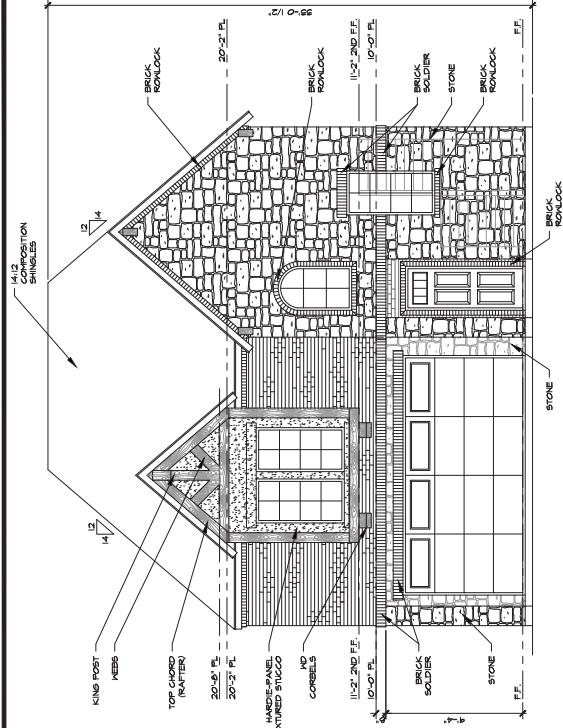 14:12
COMPOSITION
SHINGLES
12
14
12
14
KING POST
WEBS
TOP CHORD
(RAFTER)
20'-8" PL
20'-2" PL
HARDIE-PANEL
STUCCO
WD
CORBELS
11'-2" 2ND F.F.
10'-0" PL
BRICK
SOLDIER
STONE
F.F.
9'-4"
BRICK
ROWLOCK
20'-2" PL
BRICK
ROWLOCK
11'-2" 2ND F.F.
10'-0" PL
BRICK
SOLDIER
STONE
BRICK
ROWLOCK
F.F.
BRICK
ROWLOCK
STONE